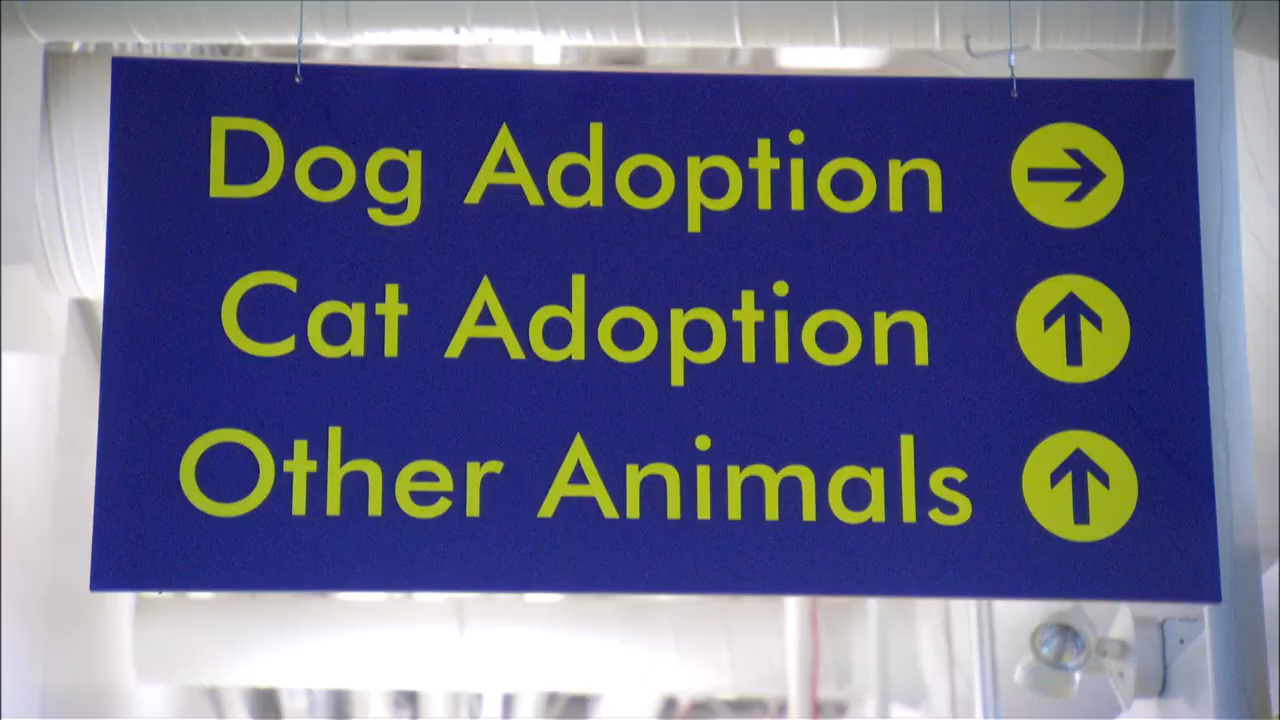 Dog Adoption →
Cat Adoption ↑
Other Animals ↑